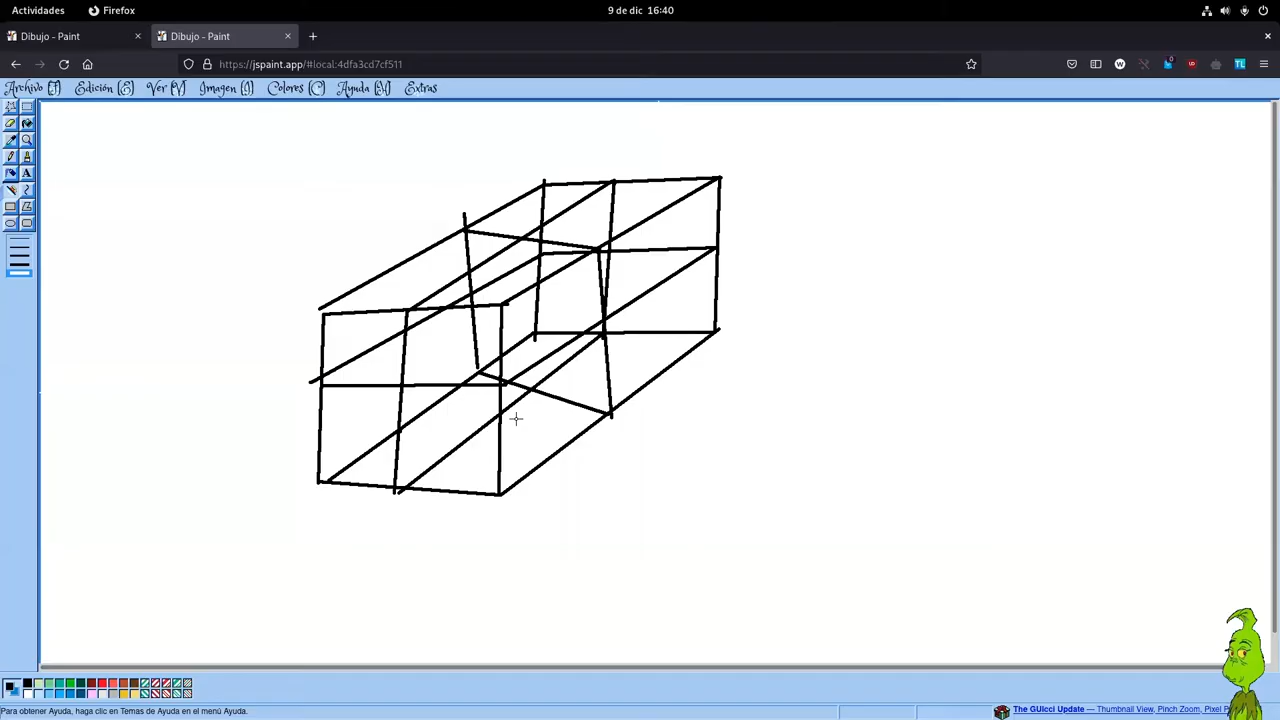 Actividades Firefox 9 de dic 16:40
Dibujo - Paint Dibujo - Paint
https://jspaint.app/#local:4dfa3cd7cf511
Archivo (I) Edición (E) Ver (V) Imagen (I) Colores (C) Ayuda (A) Extras
Para obtener Ayuda, haga clic en Temas de Ayuda en el menú Ayuda.
The GUIcci Update — Thumbnail View, Pinch Zoom, Pixel P